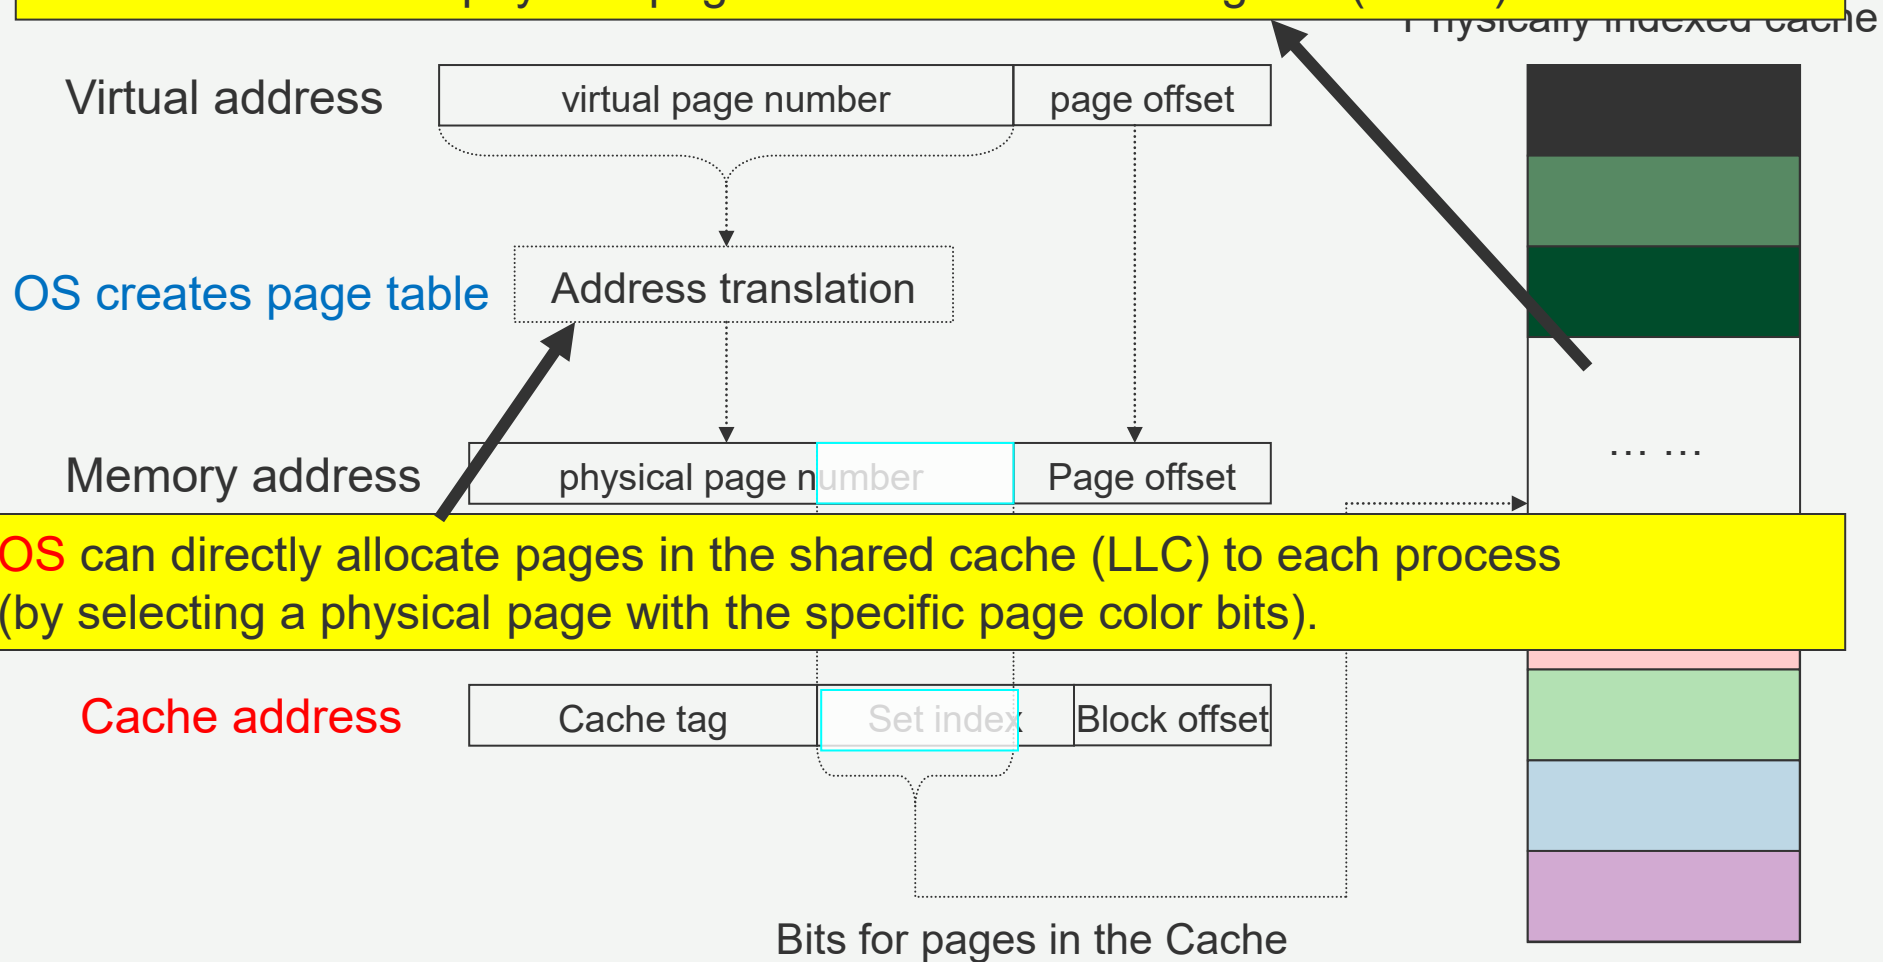 Physically indexed cache
Virtual address
virtual page number
page offset
OS creates page table
Address translation
Memory address
physical page number
Page offset
... ...
OS can directly allocate pages in the shared cache (LLC) to each process
(by selecting a physical page with the specific page color bits).
Cache address
Cache tag
Set index
Block offset
Bits for pages in the Cache